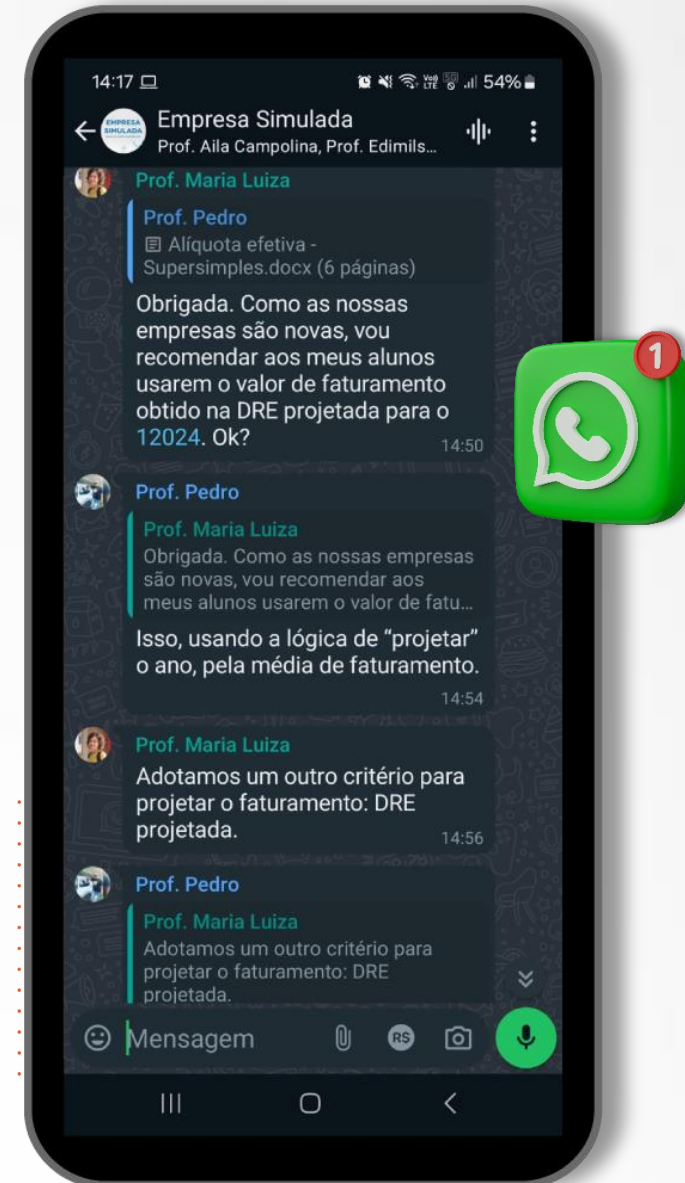 14:17
54%
EMPRESA
SIMULADA
Empresa Simulada
Prof. Aila Campolina, Prof. Edimils...
Prof. Maria Luiza
Prof. Pedro
Alíquota efetiva -
Supersimples.docx (6 páginas)
Obrigada. Como as nossas
empresas são novas, vou
recomendar aos meus alunos
usarem o valor de faturamento
obtido na DRE projetada para o
12024. Ok?
14:50
Prof. Pedro
Prof. Maria Luiza
Obrigada. Como as nossas empresas
são novas, vou recomendar aos
meus alunos usarem o valor de fatu...
Isso, usando a lógica de “projetar”
o ano, pela média de faturamento.
14:54
Prof. Maria Luiza
Adotamos um outro critério para
projetar o faturamento: DRE
projetada.
14:56
Prof. Pedro
Prof. Maria Luiza
Adotamos um outro critério para
projetar o faturamento: DRE
projetada.
Mensagem
R$
1